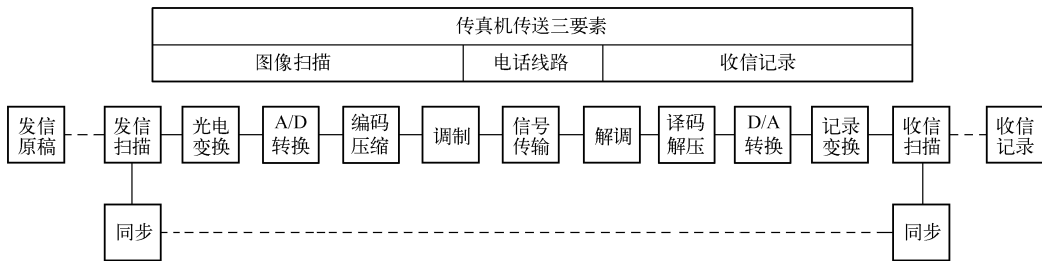 传真机传送三要素
图像扫描 电话线路 收信记录
发信
原稿
发信
扫描
光电
变换
A/D
转换
编码
压缩
调制
信号
传输
解调
译码
解压
D/A
转换
记录
变换
收信
扫描
收信
记录
同步
同步